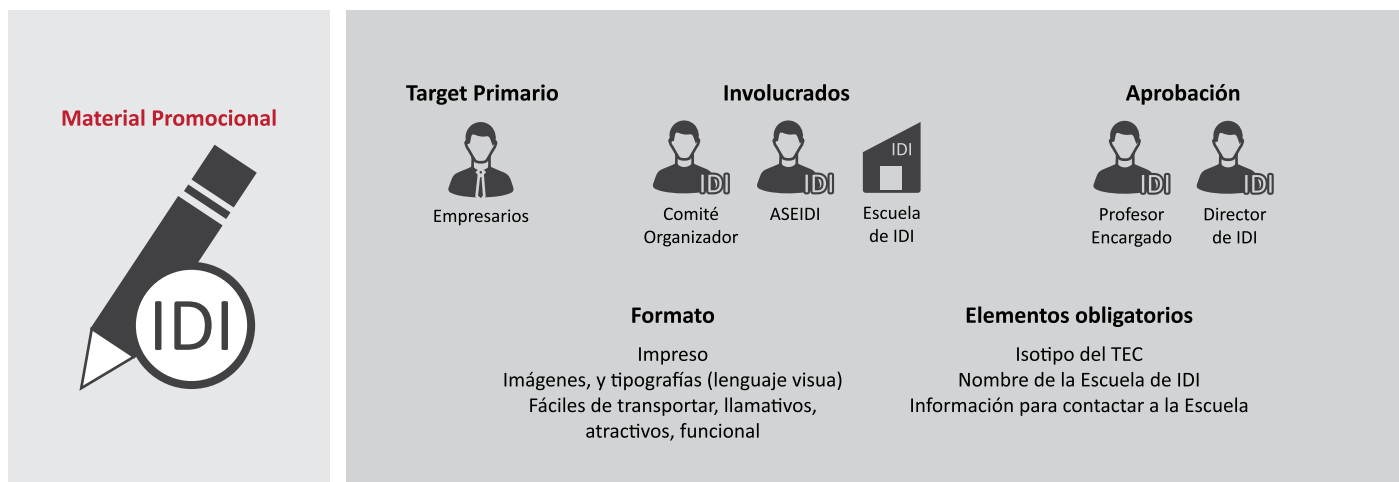 Material Promocional
IDI
Target Primario
Empresarios
Involucrados
IDI
Comité
Organizador
IDI
ASEIDI
IDI
Escuela
de IDI
Aprobación
IDI
Profesor
Encargado
IDI
Director
de IDI
Formato
Impreso
Imágenes, y tipografías (lenguaje visua)
Fáciles de transportar, llamativos,
atractivos, funcional
Elementos obligatorios
Isotipo del TEC
Nombre de la Escuela de IDI
Información para contactar a la Escuela